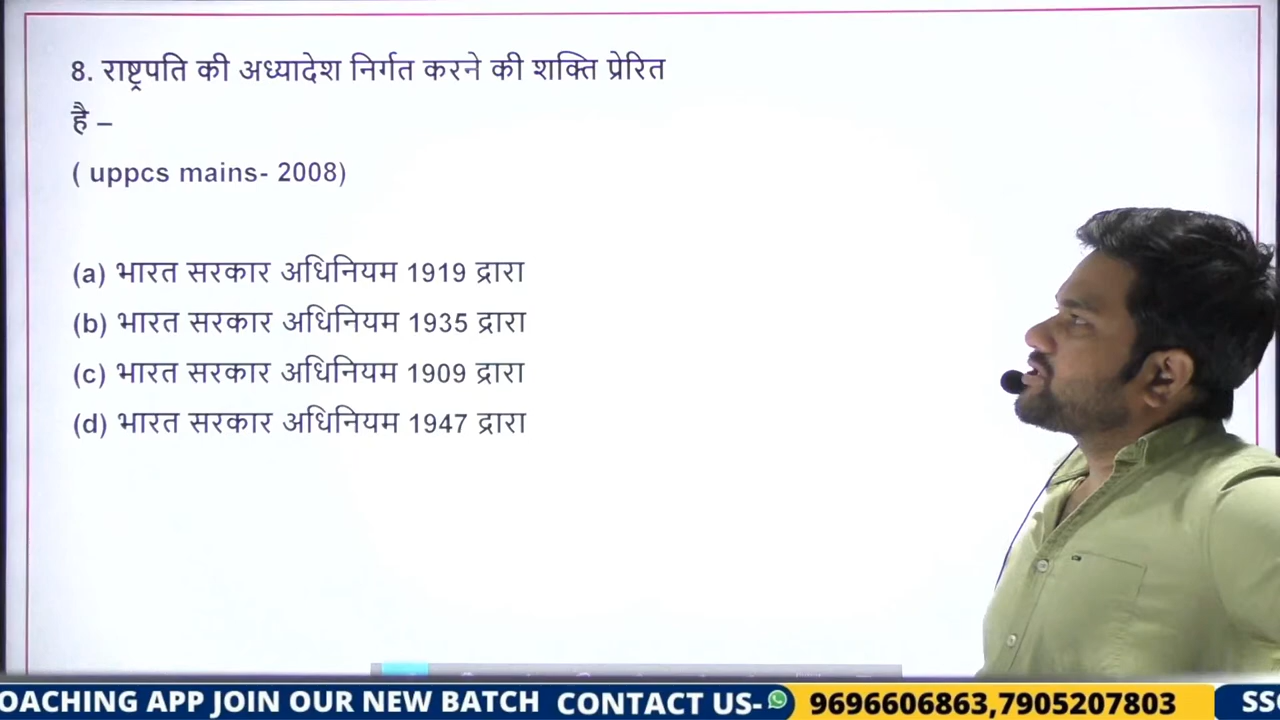 8. राष्ट्रपति की अध्यादेश निर्गत करने की शक्ति प्रेरित
है –
( uppcs mains- 2008)
(a) भारत सरकार अधिनियम 1919 द्रारा
(b) भारत सरकार अधिनियम 1935 द्रारा
(c) भारत सरकार अधिनियम 1909 द्रारा
(d) भारत सरकार अधिनियम 1947 द्रारा
OACHING APP JOIN OUR NEW BATCH CONTACT US- 9696606863,7905207803 SS